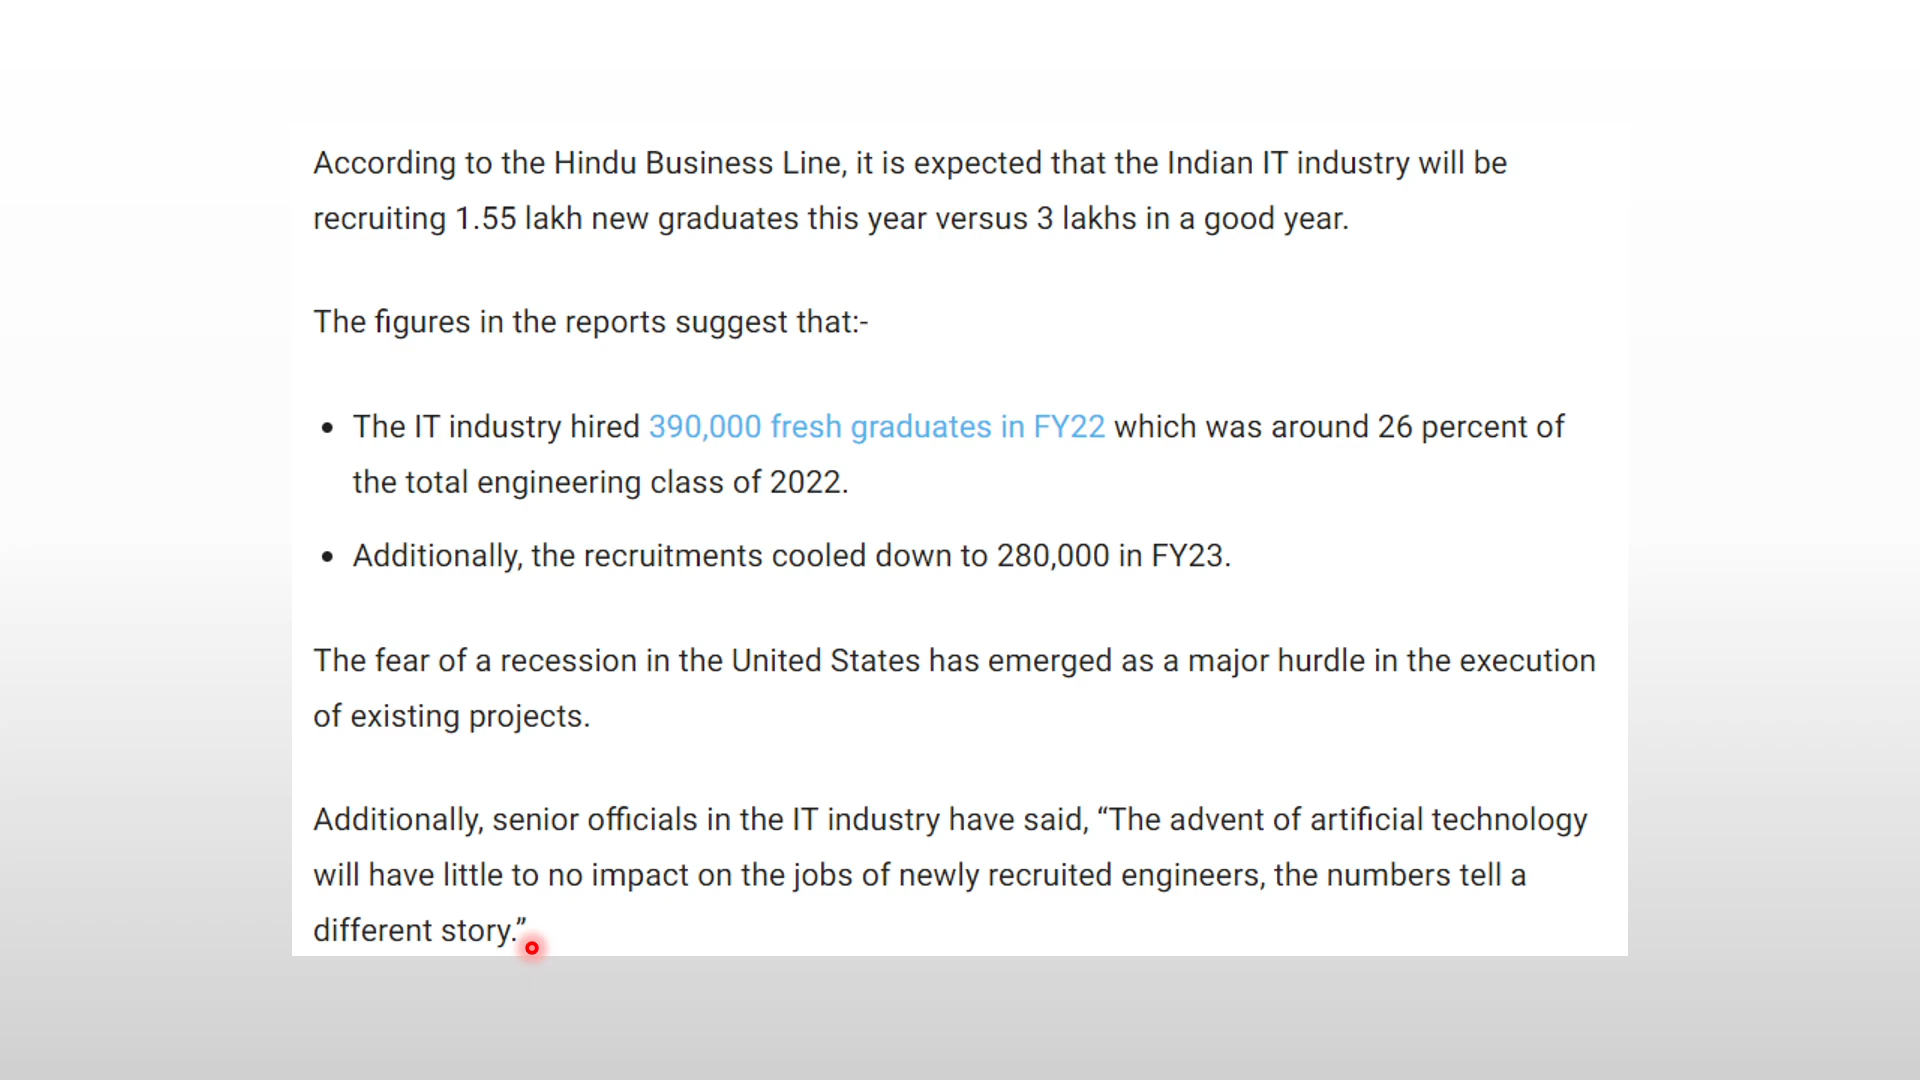 According to the Hindu Business Line, it is expected that the Indian IT industry will be
recruiting 1.55 lakh new graduates this year versus 3 lakhs in a good year.
The figures in the reports suggest that:-
• The IT industry hired 390,000 fresh graduates in FY22 which was around 26 percent of
the total engineering class of 2022.
• Additionally, the recruitments cooled down to 280,000 in FY23.
The fear of a recession in the United States has emerged as a major hurdle in the execution
of existing projects.
Additionally, senior officials in the IT industry have said, “The advent of artificial technology
will have little to no impact on the jobs of newly recruited engineers, the numbers tell a
different story.”